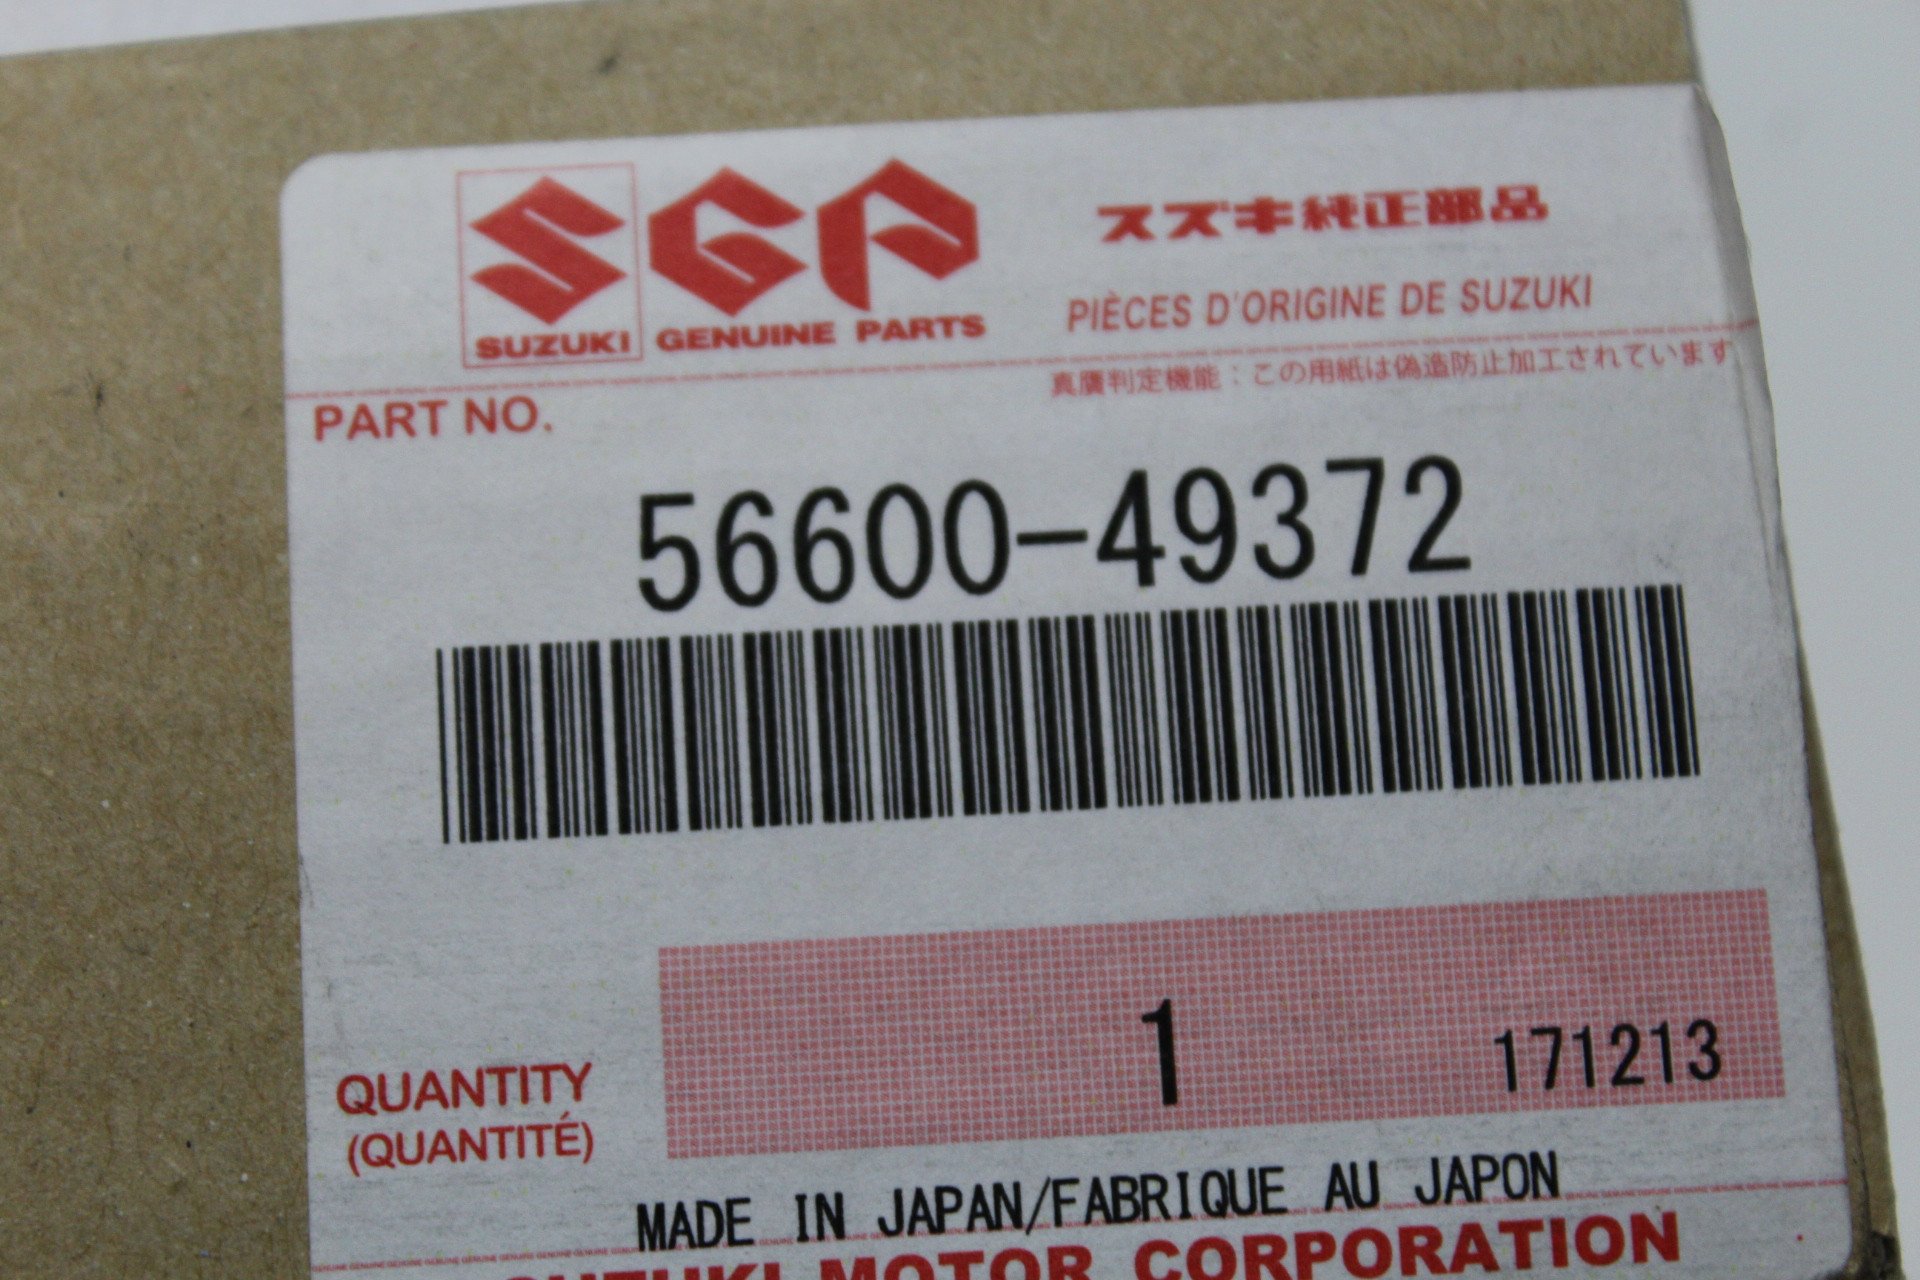 SGP スズキ純正部品
SUZUKI GENUINE PARTS PIÈCES D'ORIGINE DE SUZUKI
真贋判定機能：この用紙は偽造防止加工されています
PART NO.
56600-49372
1 171213
QUANTITY
(QUANTITÉ)
MADE IN JAPAN/FABRIQUE AU JAPON
SUZUKI MOTOR CORPORATION